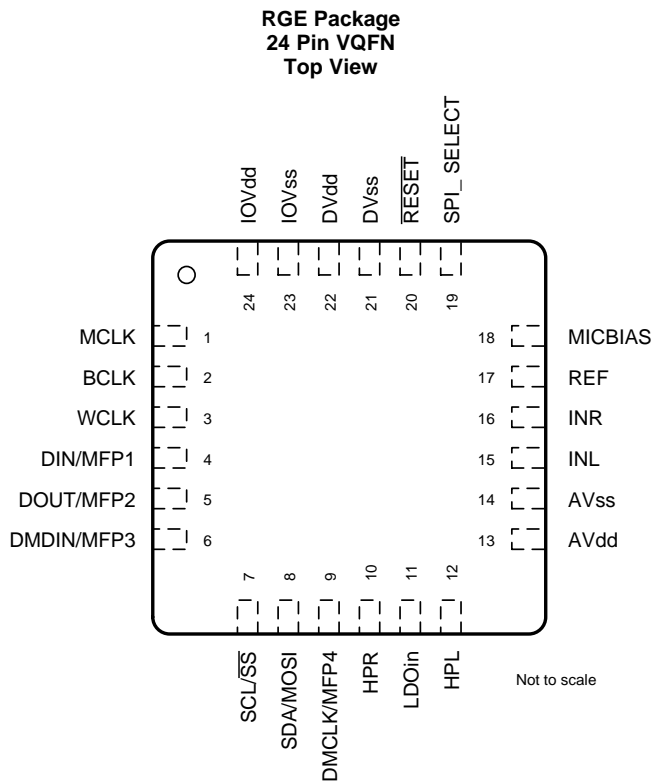 RGE Package
24 Pin VQFN
Top View
IOVdd
IOVss
DVdd
DVss
RESET
SPI_ SELECT
24
23
22
21
20
19
MCLK 1
BCLK 2
WCLK 3
DIN/MFP1 4
DOUT/MFP2 5
DMDIN/MFP3 6
18 MICBIAS
17 REF
16 INR
15 INL
14 AVss
13 AVdd
7
8
9
10
11
12
SCL/SS
SDA/MOSI
DMCLK/MFP4
HPR
LDOin
HPL
Not to scale